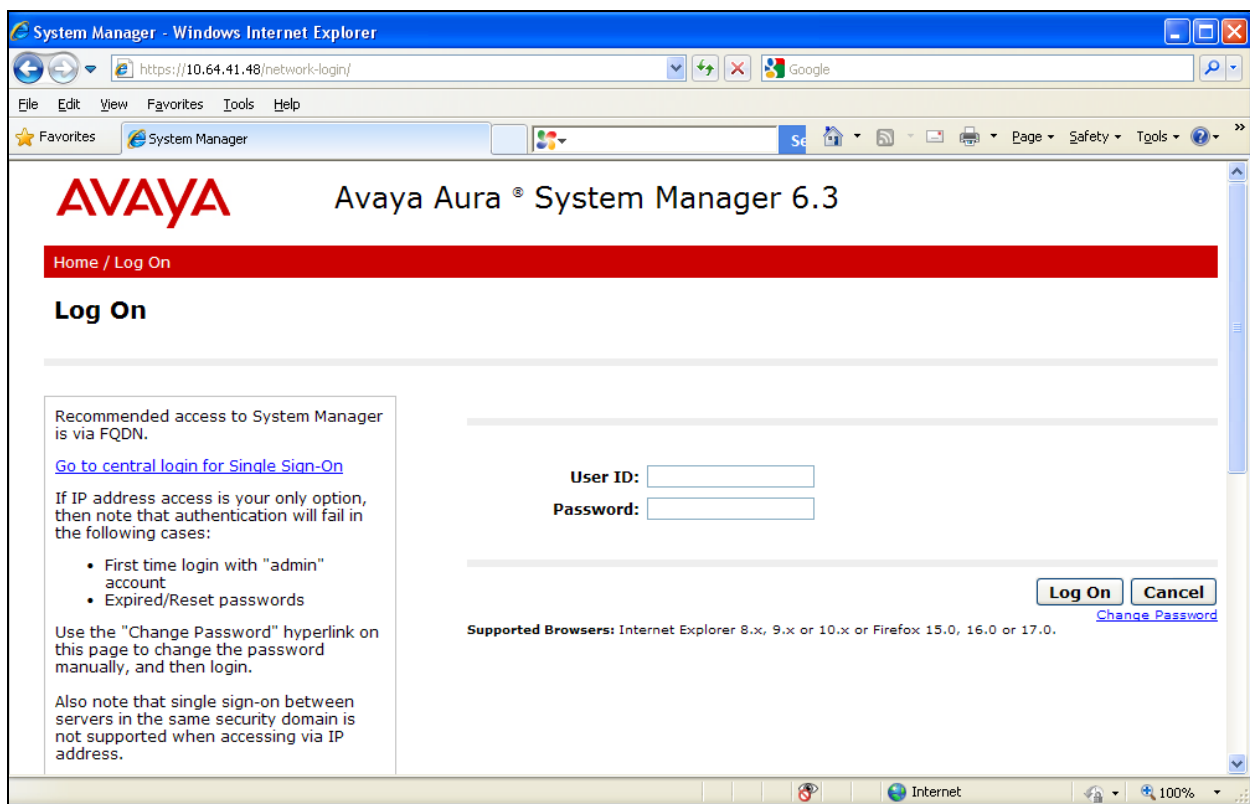 System Manager - Windows Internet Explorer
https://10.64.41.48/network-login/
Google
File Edit View Favorites Tools Help
Favorites
System Manager
Se
Page
Safety
Tools
»
AVAYA
Avaya Aura ® System Manager 6.3
Home / Log On
Log On
Recommended access to System Manager
is via FQDN.
Go to central login for Single Sign-On
If IP address access is your only option,
then note that authentication will fail in
the following cases:
• First time login with "admin"
account
• Expired/Reset passwords
Use the "Change Password" hyperlink on
this page to change the password
manually, and then login.
Also note that single sign-on between
servers in the same security domain is
not supported when accessing via IP
address.
User ID:
Password:
Log On
Cancel
Change Password
Supported Browsers: Internet Explorer 8.x, 9.x or 10.x or Firefox 15.0, 16.0 or 17.0.
Internet
100%